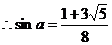 ∴ sin a = (1+3√5)/8